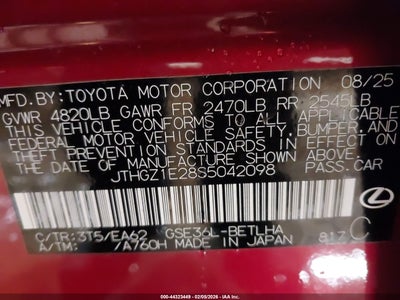 MFD. BY: TOYOTA MOTOR CORPORATION 08/25
GVWR 4820LB GAWR FR 2470LB RR 2545LB
THIS VEHICLE CONFORMS TO ALL APPLICABLE
FEDERAL MOTOR VEHICLE SAFETY, BUMPER, AND
THEFT PREVENTION STANDARDS IN EFFECT ON
THE DATE OF MANUFACTURE SHOWN ABOVE.
JTHGZ1E28S5042098 PASS.CAR
C/TR:3T5/EA62 GSE36L-BETLHA
A/TM: /A760H MADE IN JAPAN 817 C
000-44323449 - 02/09/2026 -